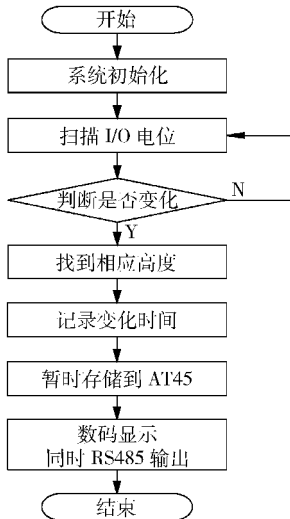 开始
系统初始化
扫描 I/O 电位
判断是否变化
N
Y
找到相应高度
记录变化时间
暂时存储到 AT45
数码显示
同时 RS485 输出
结束